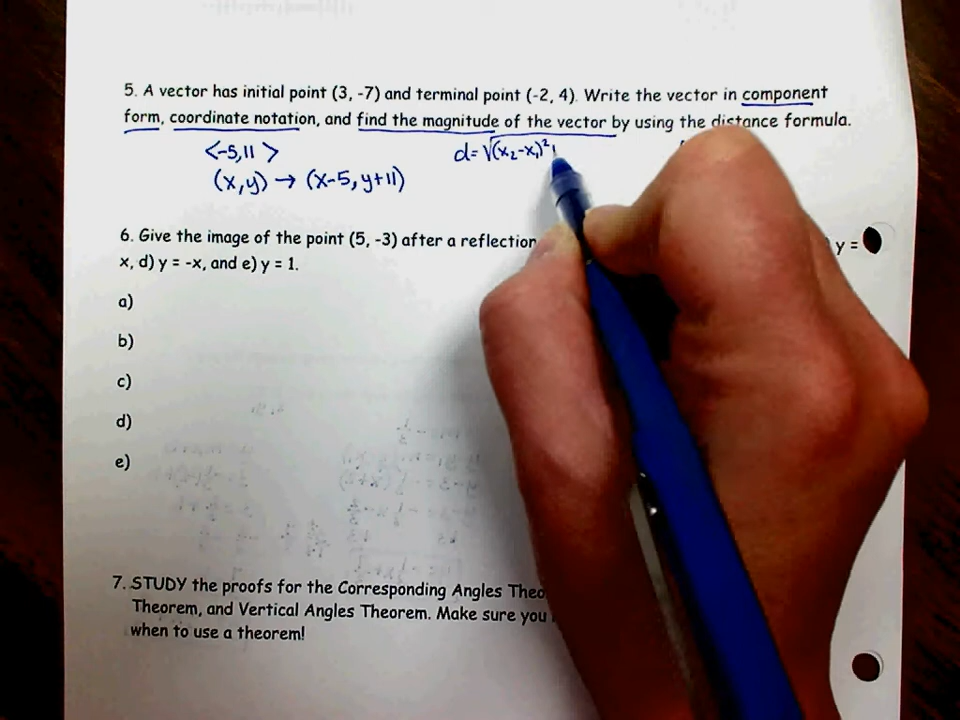 5. A vector has initial point (3, -7) and terminal point (-2, 4). Write the vector in component
form, coordinate notation, and find the magnitude of the vector by using the distance formula.
<-5,11> d=√(x₂-x₁)²
(x,y) → (x-5, y+11)
6. Give the image of the point (5, -3) after a reflection y =
x, d) y = -x, and e) y = 1.
a)
b)
c)
d)
e)
7. STUDY the proofs for the Corresponding Angles
Theorem, and Vertical Angles Theorem. Make sure you
when to use a theorem!